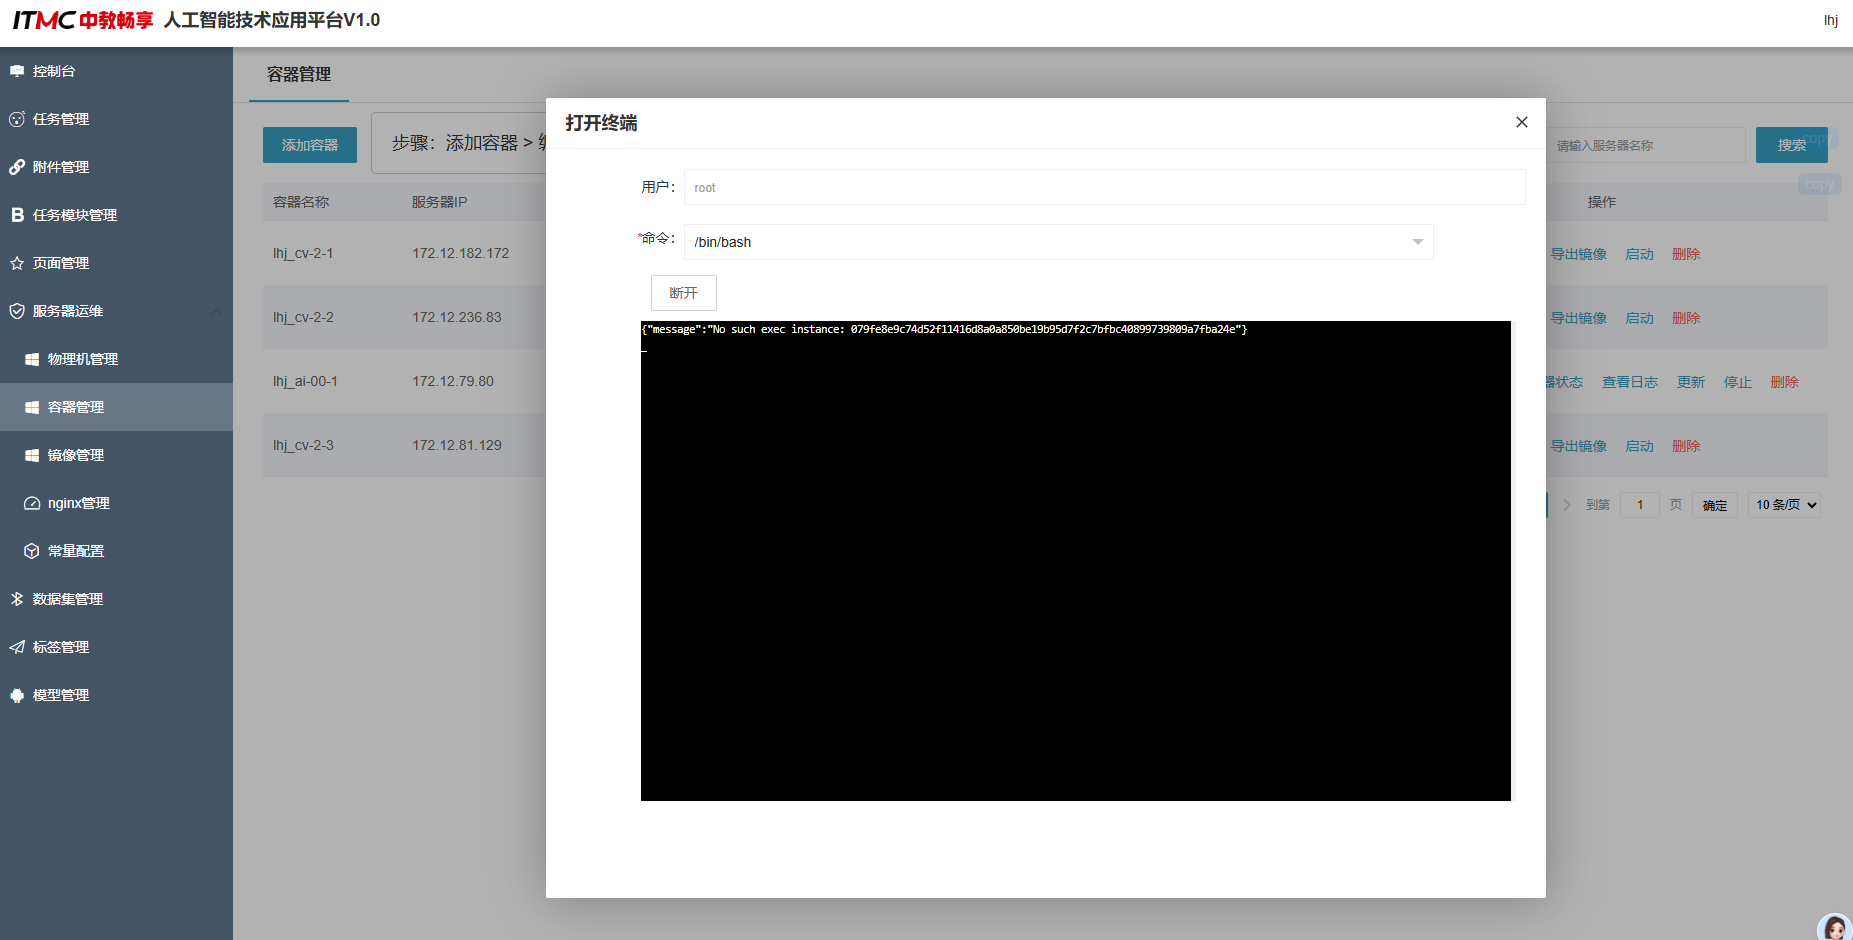 ITMC 中教畅享 人工智能技术应用平台V1.0
lhj
控制台
任务管理
附件管理
任务模块管理
页面管理
服务器运维
物理机管理
容器管理
镜像管理
nginx管理
常量配置
数据集管理
标签管理
模型管理
容器管理
添加容器
步骤：添加容器 >
请输入服务器名称
搜索
copy
copy
容器名称 服务器IP 操作
lhj_cv-2-1 172.12.182.172 导出镜像 启动 删除
lhj_cv-2-2 172.12.236.83 导出镜像 启动 删除
lhj_ai-00-1 172.12.79.80 器状态 查看日志 更新 停止 删除
lhj_cv-2-3 172.12.81.129 导出镜像 启动 删除
到第 1 页 确定 10 条/页
打开终端
用户： root
*命令： /bin/bash
断开
{"message":"No such exec instance: 079fe8e9c74d52f11416d8a0a850be19b95d7f2c7bfbc40899739809a7fba24e"}